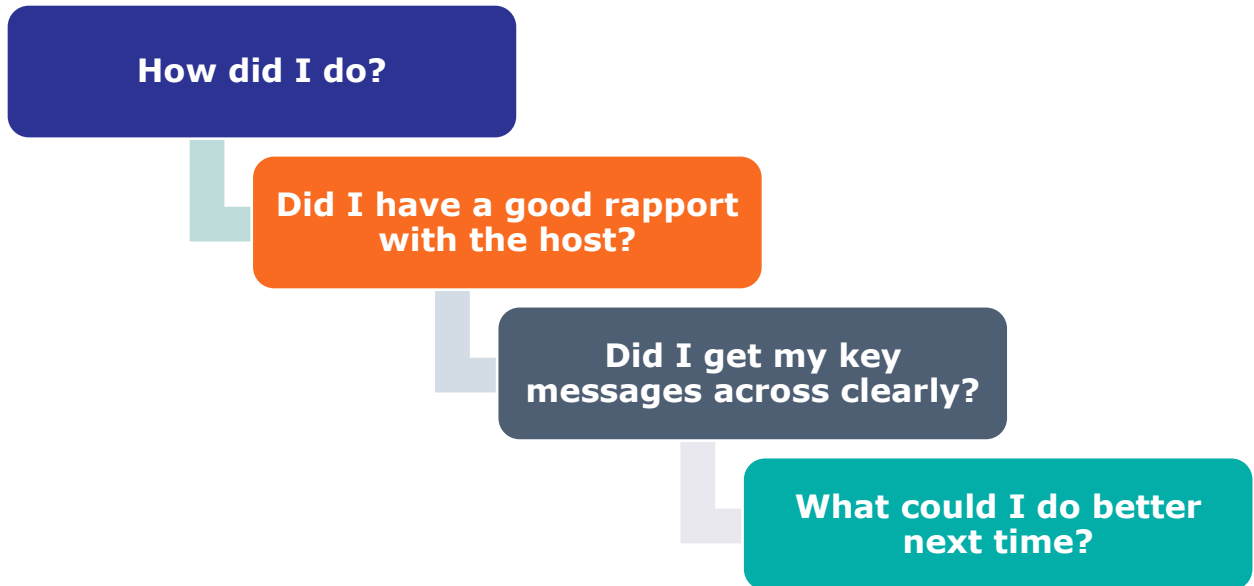 How did I do?
Did I have a good rapport
with the host?
Did I get my key
messages across clearly?
What could I do better
next time?